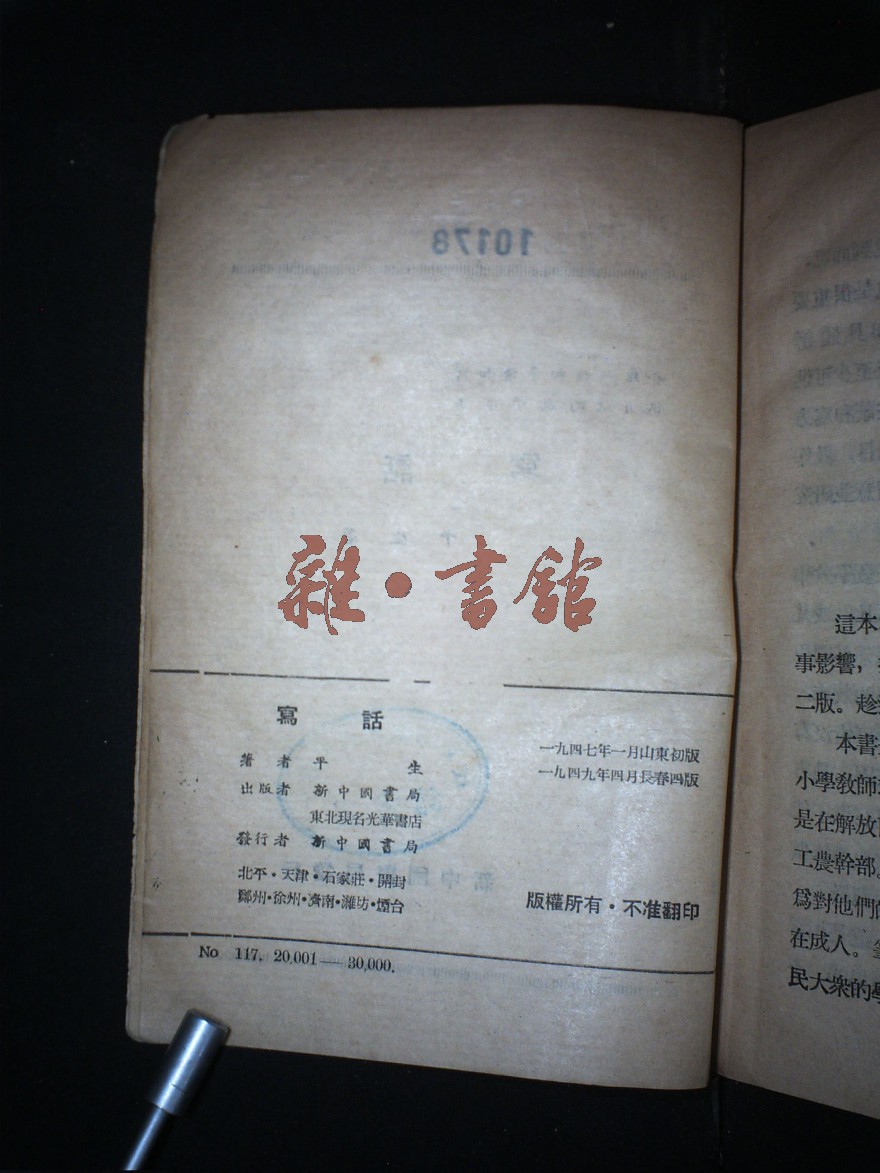 10178
雜·書館
寫 話
著者 平 生
出版者 新中國書局
東北現名光華書店
發行者 新中國書局
北平·天津·石家莊·開封
鄭州·徐州·濟南·濰坊·煙台
一九四七年一月山東初版
一九四九年四月長春四版
版權所有·不准翻印
No 117. 20,001——30,000.
這本
事影響，
二版。趁
本書
小學教師
是在解放
工農幹部。
爲對他們
在成人。
民大衆的學